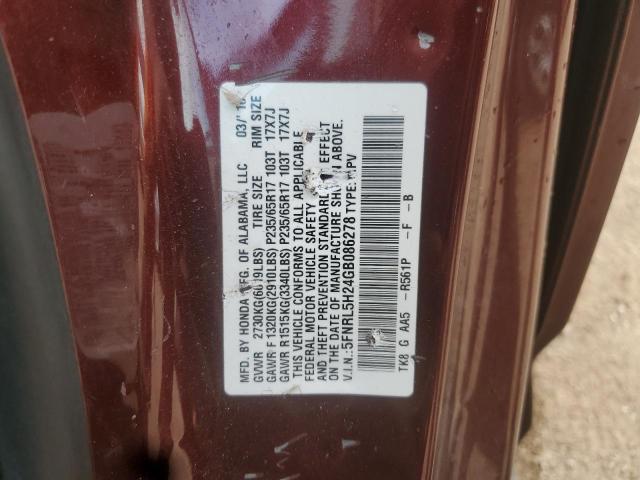 MFD. BY HONDA MFG. OF ALABAMA, LLC 03/ 16
GVWR 2730KG(6019LBS) TIRE SIZE RIM SIZE
GAWR F 1320KG(2910LBS) P235/65R17 103T 17X7J
GAWR R 1515KG(3340LBS) P235/65R17 103T 17X7J
THIS VEHICLE CONFORMS TO ALL APPLICABLE
FEDERAL MOTOR VEHICLE SAFETY
AND THEFT PREVENTION STANDARDS EFFECT
ON THE DATE OF MANUFACTURE SHOWN ABOVE.
V.I.N.: 5FNRL5H24GB086278 TYPE: MPV
TK8 G AA5 - R561P - F - B